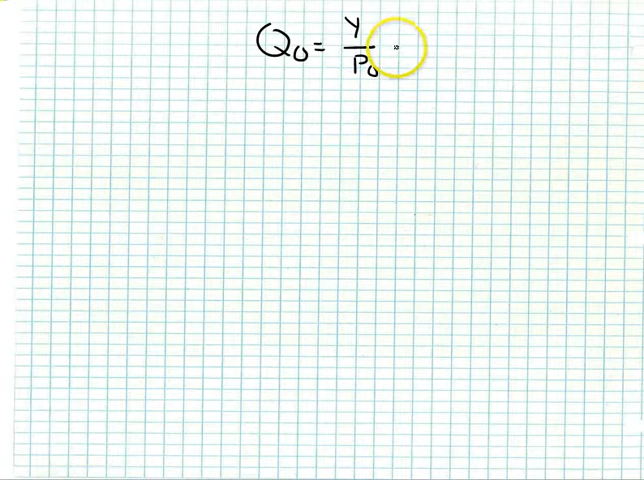 Q₀ = Y/P₀